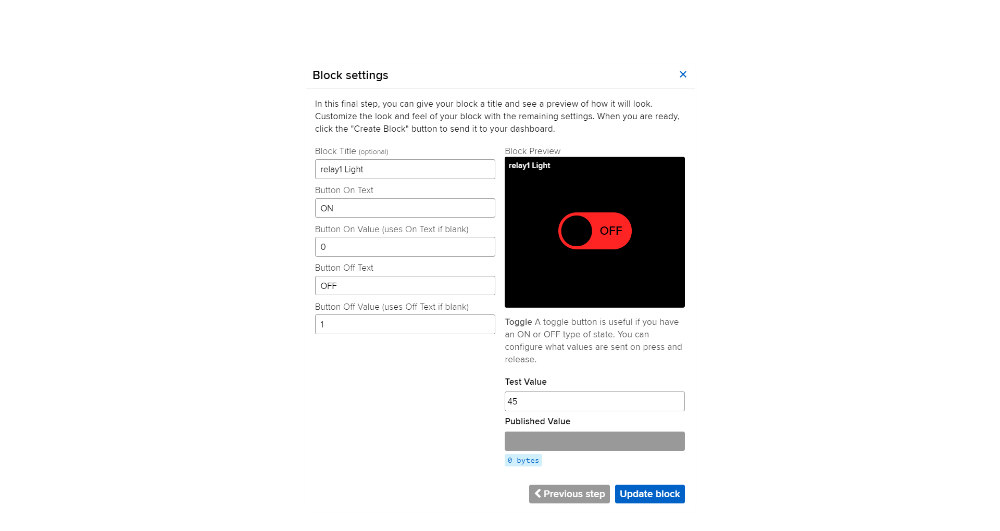 Block settings
In this final step, you can give your block a title and see a preview of how it will look.
Customize the look and feel of your block with the remaining settings. When you are ready,
click the "Create Block" button to send it to your dashboard.
Block Title (optional)
relay1 Light
Button On Text
ON
Button On Value (uses On Text if blank)
0
Button Off Text
OFF
Button Off Value (uses Off Text if blank)
1
Block Preview
relay1 Light
OFF
Toggle A toggle button is useful if you have
an ON or OFF type of state. You can
configure what values are sent on press and
release.
Test Value
45
Published Value
0 bytes
Previous step
Update block